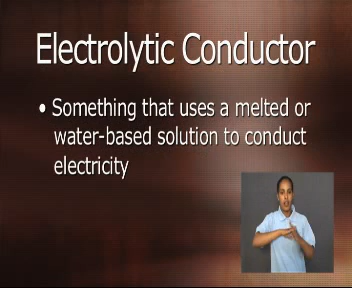 Electrolytic Conductor
• Something that uses a melted or
water-based solution to conduct
electricity